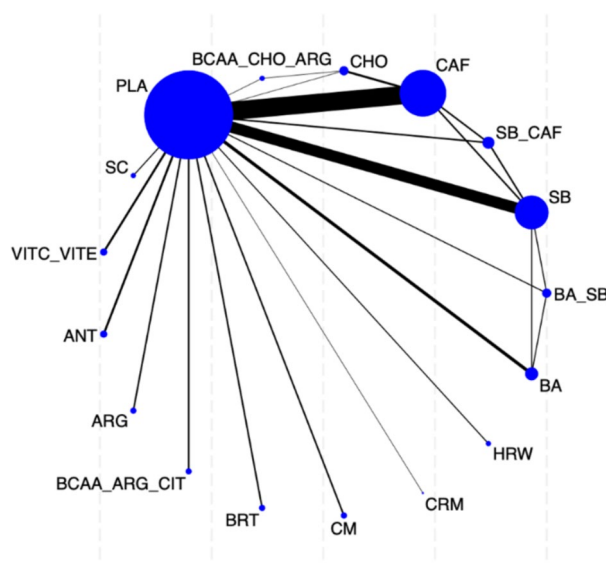 BCAA_CHO_ARG
CHO
CAF
PLA
SB_CAF
SC
SB
VITC_VITE
BA_SB
ANT
BA
ARG
HRW
BCAA_ARG_CIT
CRM
BRT
CM